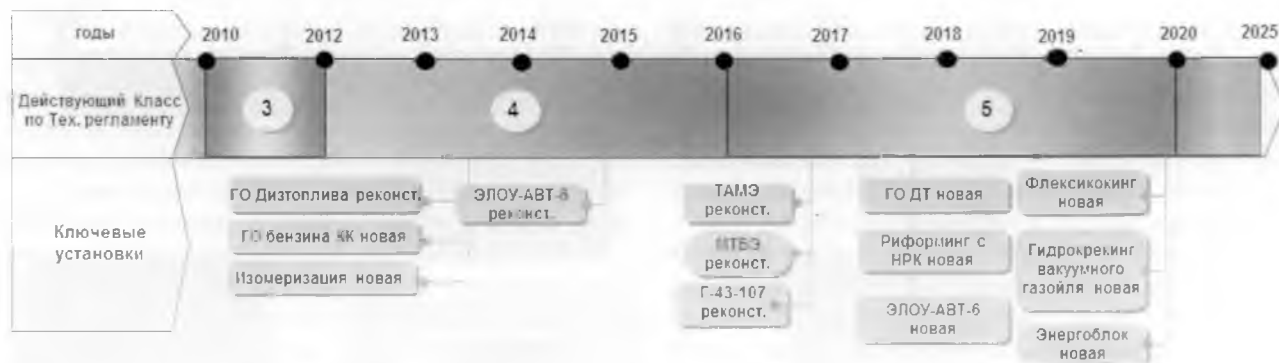 годы
2010
2012
2013
2014
2015
2016
2017
2018
2019
2020
2025
Действующий Класс
по Тех. регламенту
3
4
5
Ключевые
установки
ГО Дизтоплива реконст.
ГО бензина КК новая
Изомеризация новая
ЭЛОУ-АВТ-6
реконст.
ТАМЭ
реконст.
МТБЭ
реконст.
Г-43-107
реконст.
ГО ДТ новая
Риформинг с
НРК новая
ЭЛОУ-АВТ-6
новая
Флексикокинг
новая
Гидрокрекинг
вакуумного
газойля новая
Энергоблок
новая